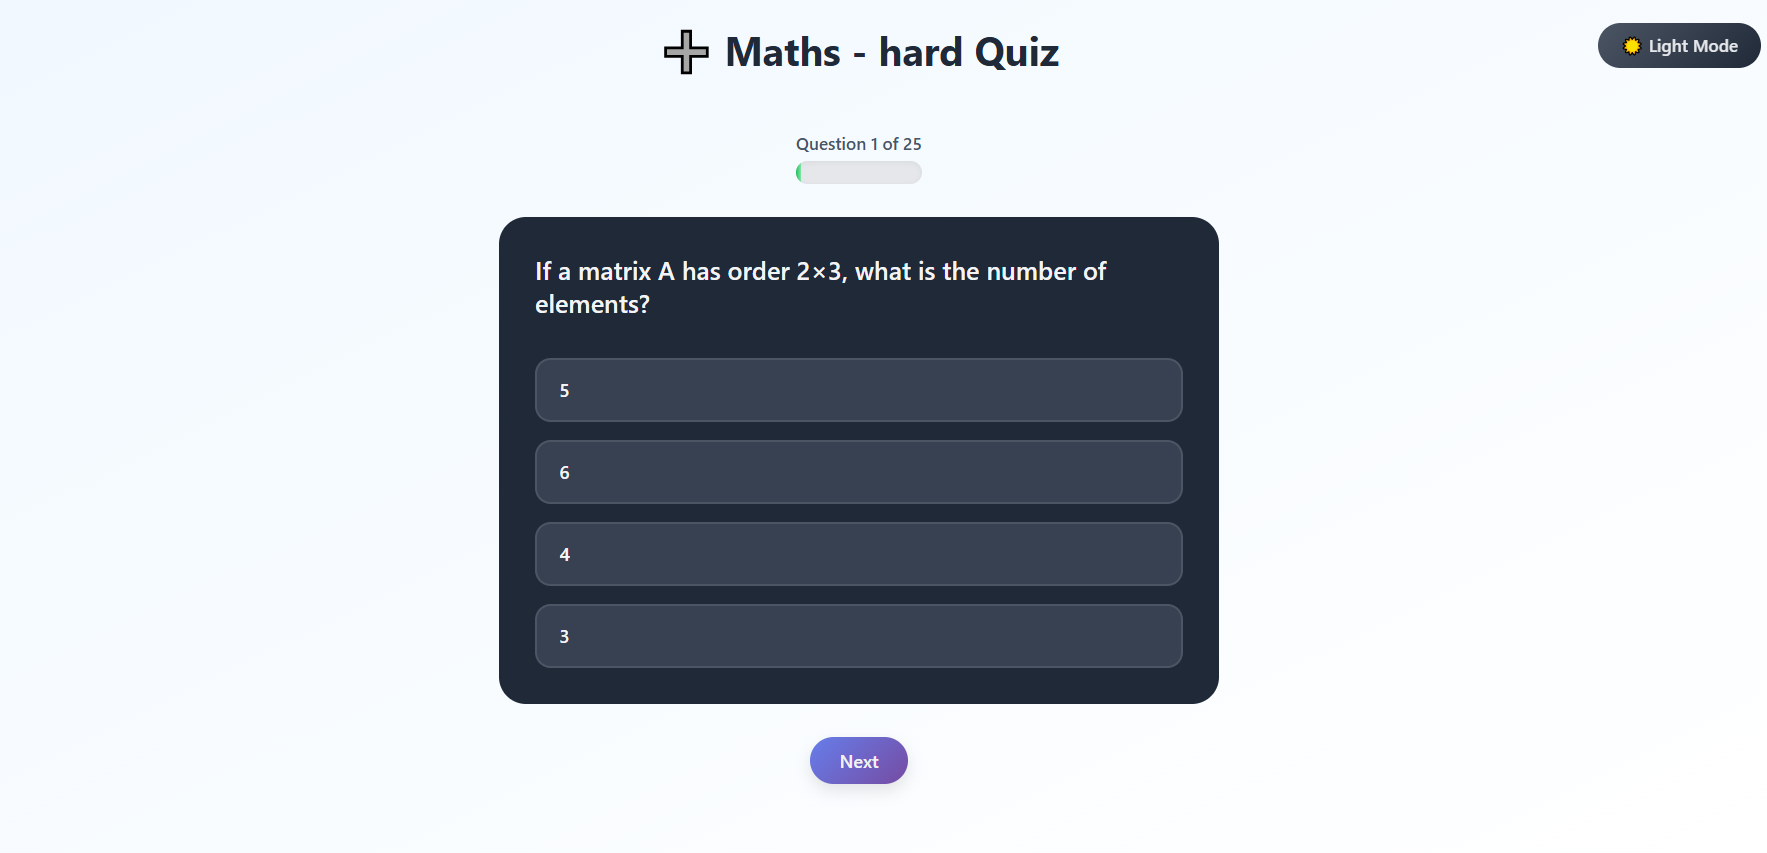 Maths - hard Quiz
Light Mode
Question 1 of 25
If a matrix A has order 2×3, what is the number of
elements?
5
6
4
3
Next